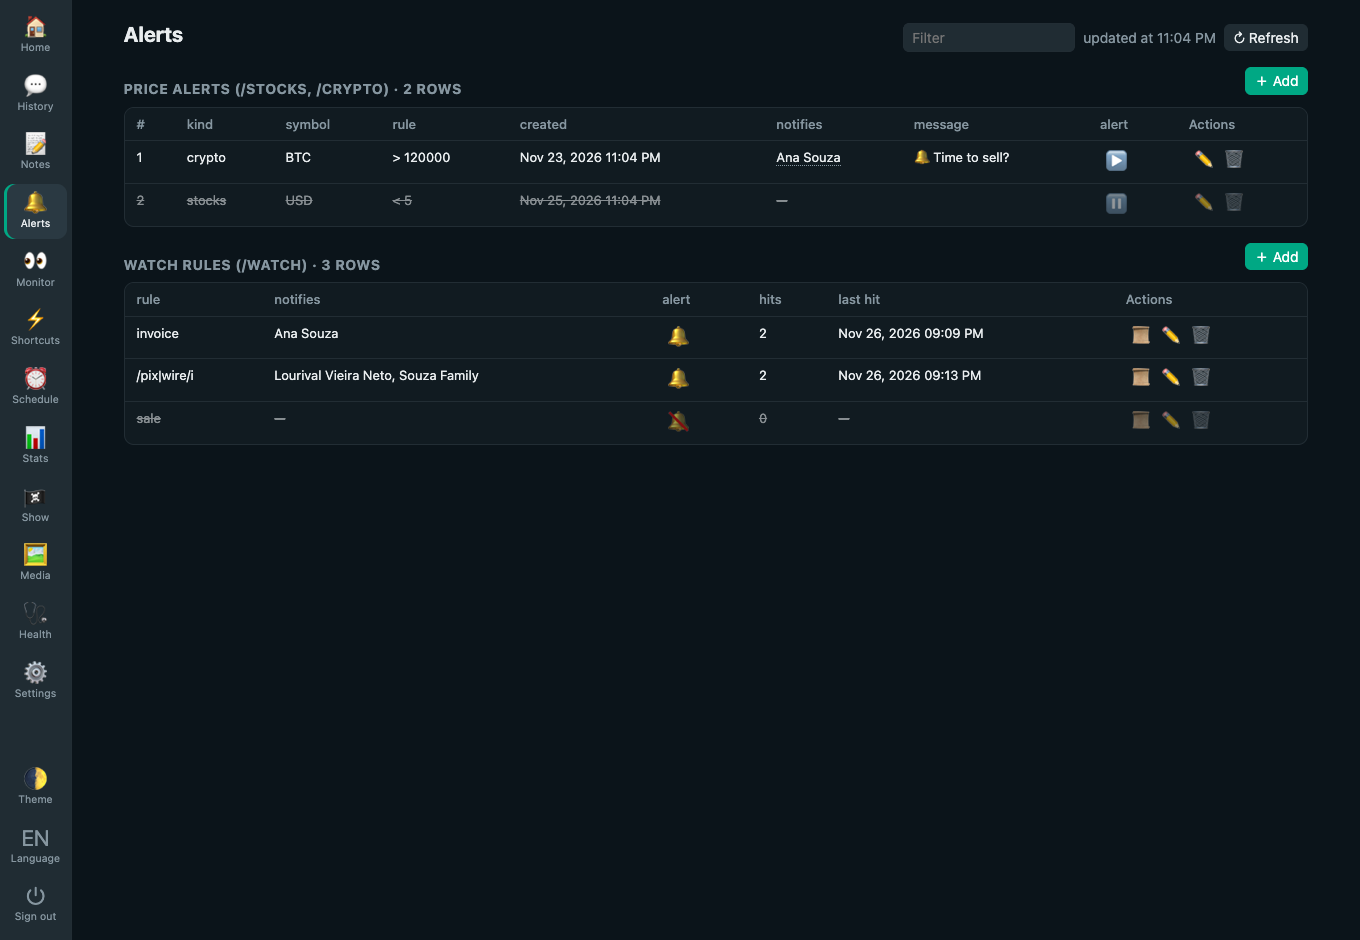 Home
History
Notes
Alerts
Monitor
Shortcuts
Schedule
Stats
Show
Media
Health
Settings
Theme
EN
Language
Sign out
Alerts
Filter
updated at 11:04 PM
Refresh
PRICE ALERTS (/STOCKS, /CRYPTO) · 2 ROWS
+ Add
# kind symbol rule created notifies message alert Actions
1 crypto BTC > 120000 Nov 23, 2026 11:04 PM Ana Souza Time to sell?
2 stocks USD < 5 Nov 25, 2026 11:04 PM —
WATCH RULES (/WATCH) · 3 ROWS
+ Add
rule notifies alert hits last hit Actions
invoice Ana Souza 2 Nov 26, 2026 09:09 PM
/pix|wire/i Lourival Vieira Neto, Souza Family 2 Nov 26, 2026 09:13 PM
sale — 0 —